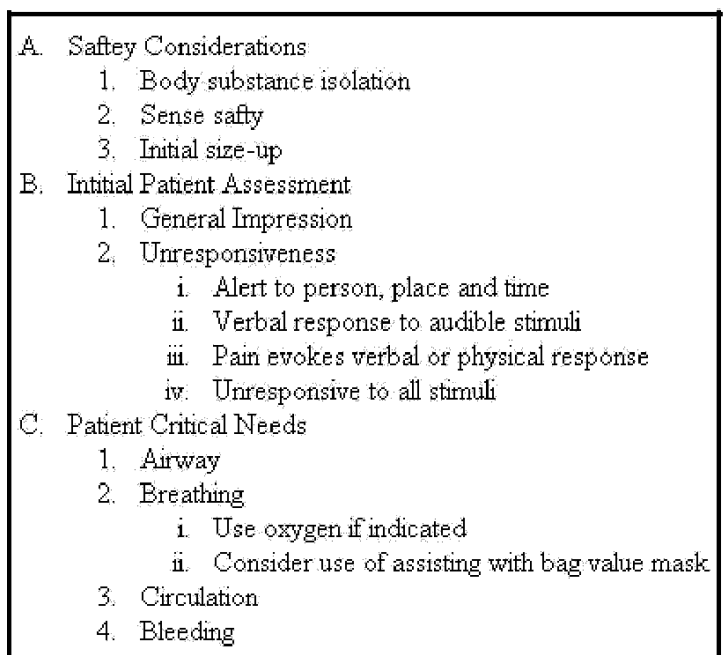 A. Saftey Considerations
1. Body substance isolation
2. Sense safty
3. Initial size-up
B. Intitial Patient Assessment
1. General Impression
2. Unresponsiveness
i. Alert to person, place and time
ii. Verbal response to audible stimuli
iii. Pain evokes verbal or physical response
iv. Unresponsive to all stimuli
C. Patient Critical Needs
1. Airway
2. Breathing
i. Use oxygen if indicated
ii. Consider use of assisting with bag value mask
3. Circulation
4. Bleeding